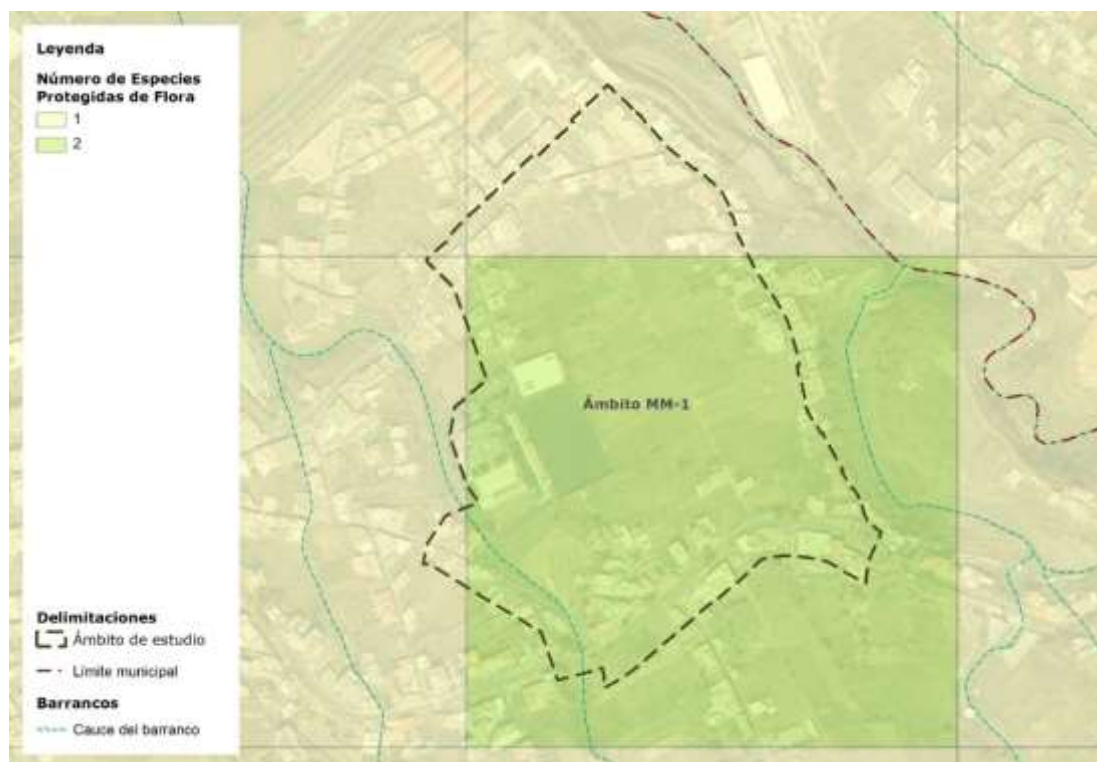 Leyenda
Número de Especies
Protegidas de Flora
1
2
Ámbito MM-1
Delimitaciones
Ámbito de estudio
Límite municipal
Barrancos
Cauce del barranco